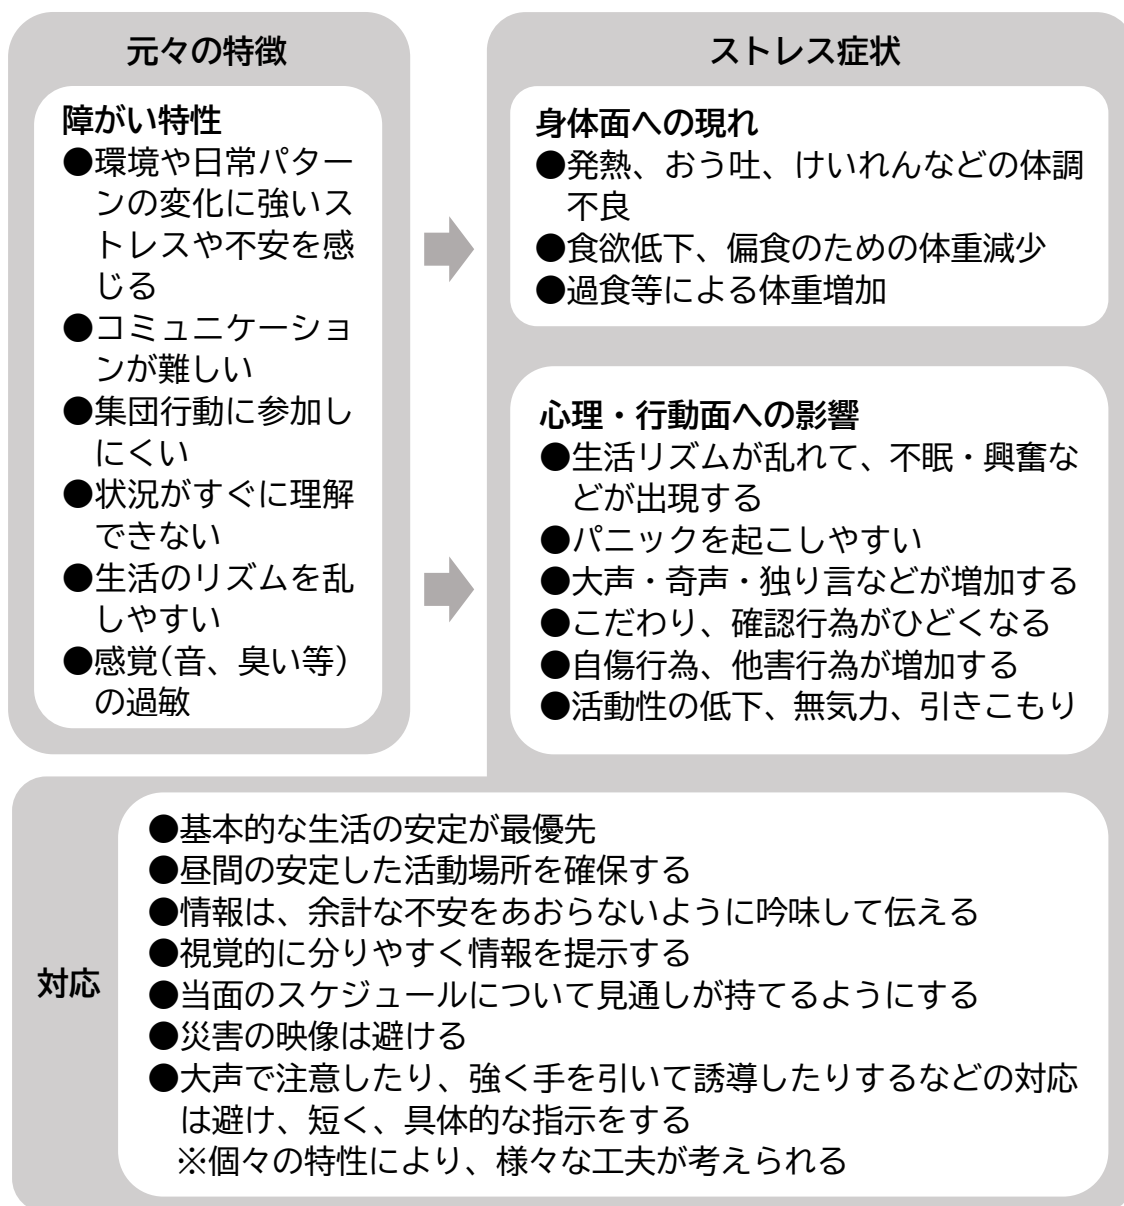 元々の特徴
障がい特性
●環境や日常パター
ンの変化に強いス
トレスや不安を感
じる
●コミュニケーショ
ンが難しい
●集団行動に参加し
にくい
●状況がすぐに理解
できない
●生活のリズムを乱
しやすい
●感覚(音、臭い等)
の過敏
ストレス症状
身体面への現れ
●発熱、おう吐、けいれんなどの体調
不良
●食欲低下、偏食のための体重減少
●過食等による体重増加
心理・行動面への影響
●生活リズムが乱れて、不眠・興奮な
どが出現する
●パニックを起こしやすい
●大声・奇声・独り言などが増加する
●こだわり、確認行為がひどくなる
●自傷行為、他害行為が増加する
●活動性の低下、無気力、引きこもり
対応
●基本的な生活の安定が最優先
●昼間の安定した活動場所を確保する
●情報は、余計な不安をあおらないように吟味して伝える
●視覚的に分りやすく情報を提示する
●当面のスケジュールについて見通しが持てるようにする
●災害の映像は避ける
●大声で注意したり、強く手を引いて誘導したりするなどの対応
は避け、短く、具体的な指示をする
※個々の特性により、様々な工夫が考えられる